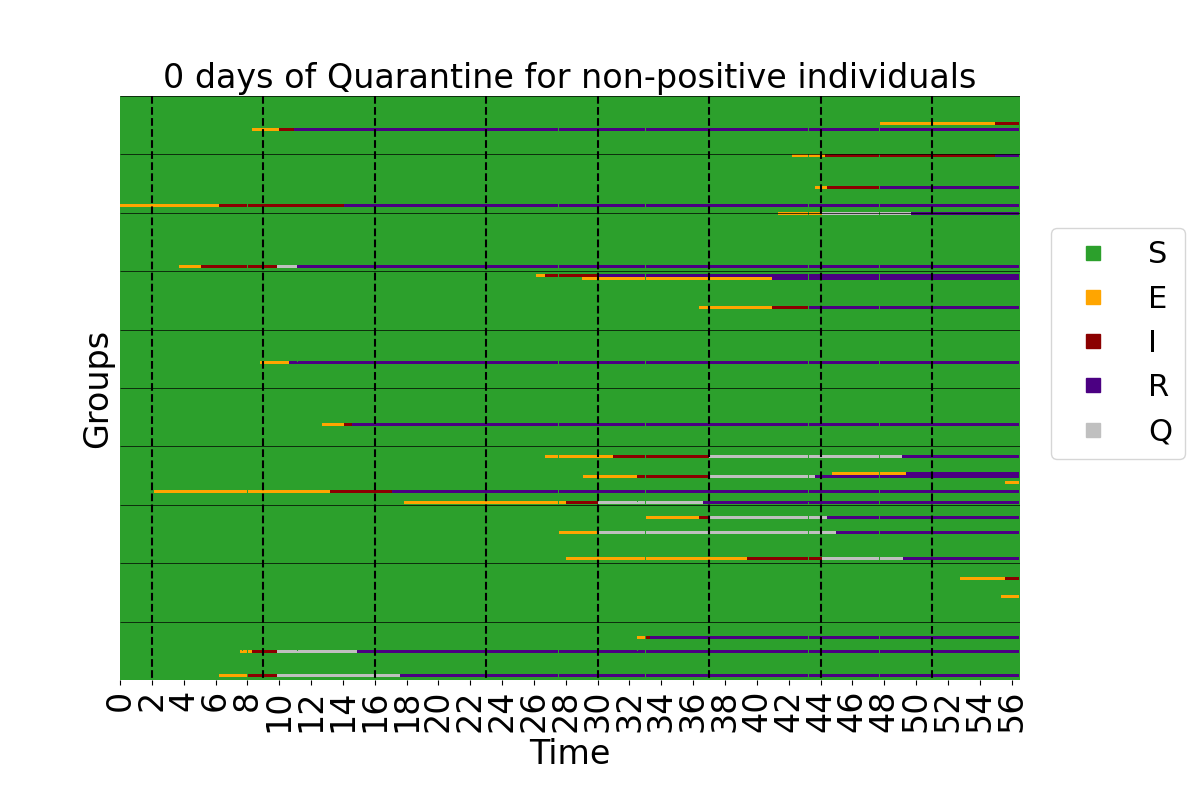 0 days of Quarantine for non-positive individuals
Groups
S
E
I
R
Q
0 2 4 6 8 10 12 14 16 18 20 22 24 26 28 30 32 34 36 38 40 42 44 46 48 50 52 54 56
Time